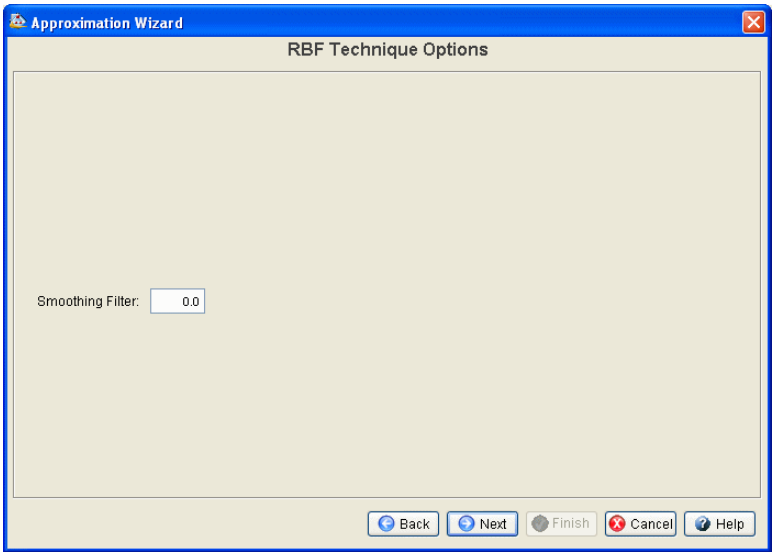 Approximation Wizard
RBF Technique Options
Smoothing Filter: 0.0
Back Next Finish Cancel Help